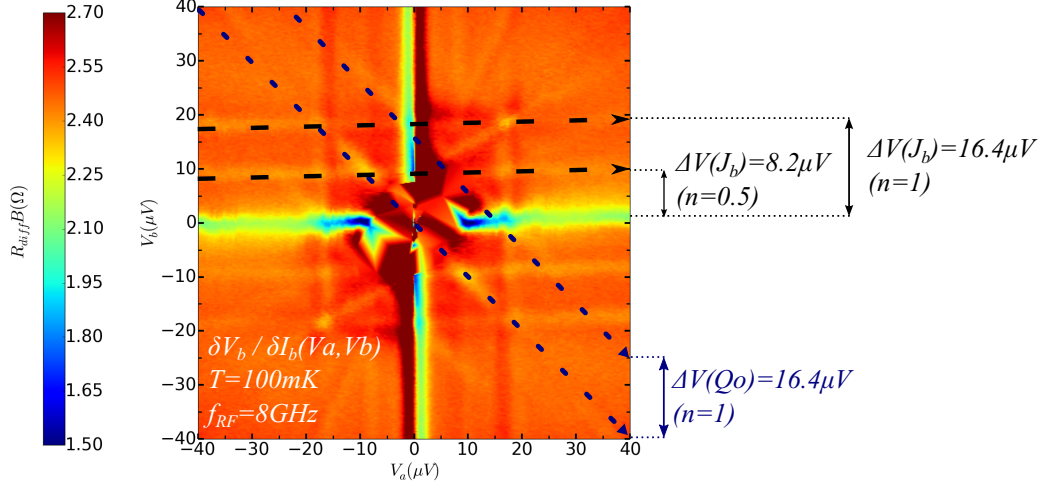 2.70
2.55
2.40
2.25
2.10
1.95
1.80
1.65
1.50
R_diffB(Ω)
40
30
20
10
0
−10
−20
−30
−40
V_b(μV)
δV_b / δI_b(Va,Vb)
T=100mK
f_RF=8GHz
−40 −30 −20 −10 0 10 20 30 40
V_a(μV)
ΔV(J_b)=8.2μV
(n=0.5)
ΔV(J_b)=16.4μV
(n=1)
ΔV(Qo)=16.4μV
(n=1)